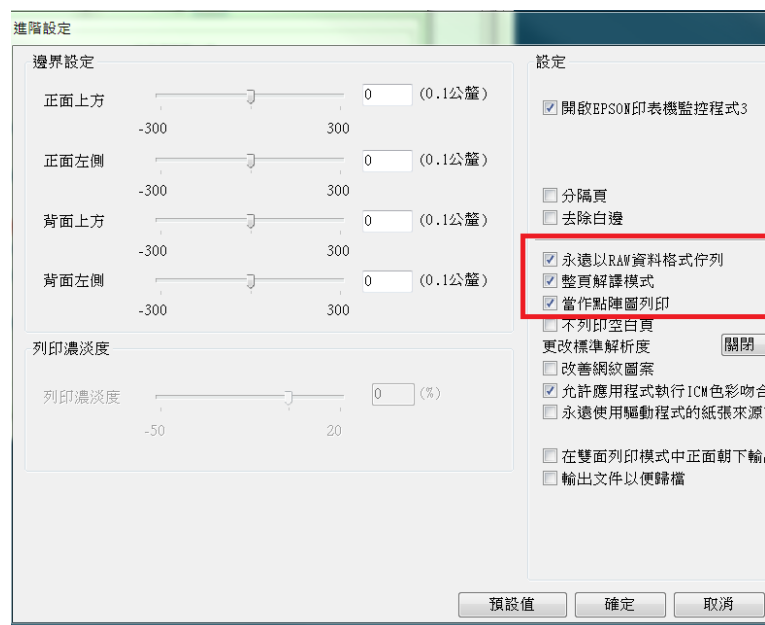 進階設定
邊界設定
正面上方 0 (0.1公釐)
-300 300
正面左側 0 (0.1公釐)
-300 300
背面上方 0 (0.1公釐)
-300 300
背面左側 0 (0.1公釐)
-300 300
列印濃淡度
列印濃淡度 0 (%)
-50 20
設定
開啟EPSON印表機監控程式3
分隔頁
去除白邊
永遠以RAW資料格式佇列
整頁解譯模式
當作點陣圖列印
不列印空白頁
更改標準解析度 關閉
改善網紋圖案
允許應用程式執行ICM色彩吻合
永遠使用驅動程式的紙張來源
在雙面列印模式中正面朝下輸
輸出文件以便歸檔
預設值 確定 取消